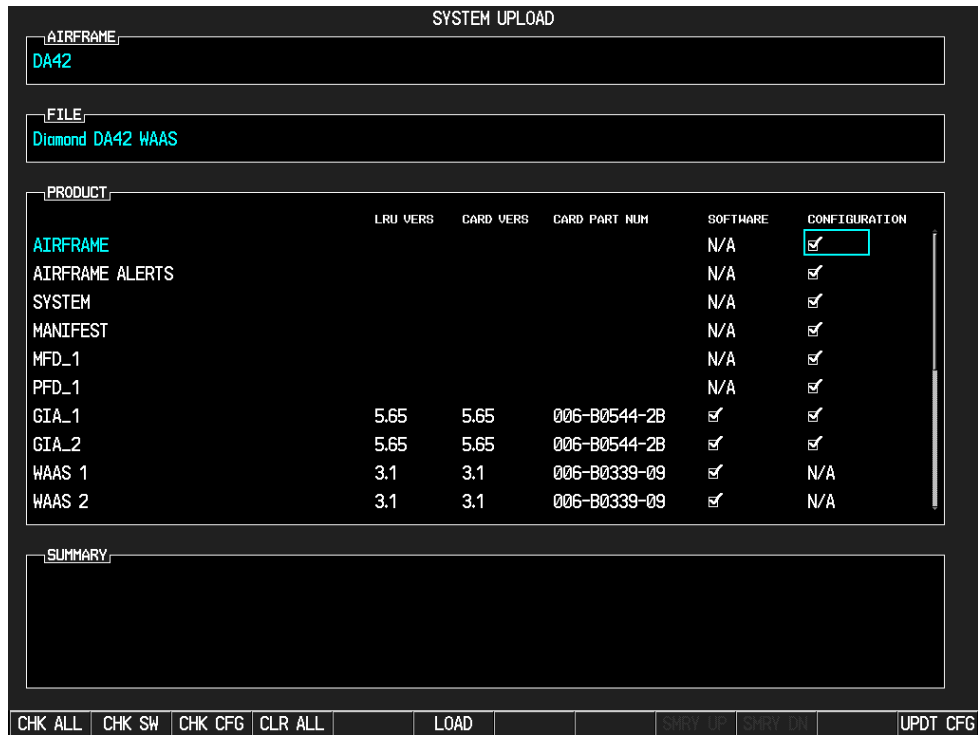 SYSTEM UPLOAD
AIRFRAME
DA42
FILE
Diamond DA42 WAAS
PRODUCT
LRU VERS CARD VERS CARD PART NUM SOFTWARE CONFIGURATION
AIRFRAME N/A
AIRFRAME ALERTS N/A
SYSTEM N/A
MANIFEST N/A
MFD_1 N/A
PFD_1 N/A
GIA_1 5.65 5.65 006-B0544-2B
GIA_2 5.65 5.65 006-B0544-2B
WAAS 1 3.1 3.1 006-B0339-09 N/A
WAAS 2 3.1 3.1 006-B0339-09 N/A
SUMMARY
CHK ALL CHK SW CHK CFG CLR ALL LOAD SMRY UP SMRY DN UPDT CFG